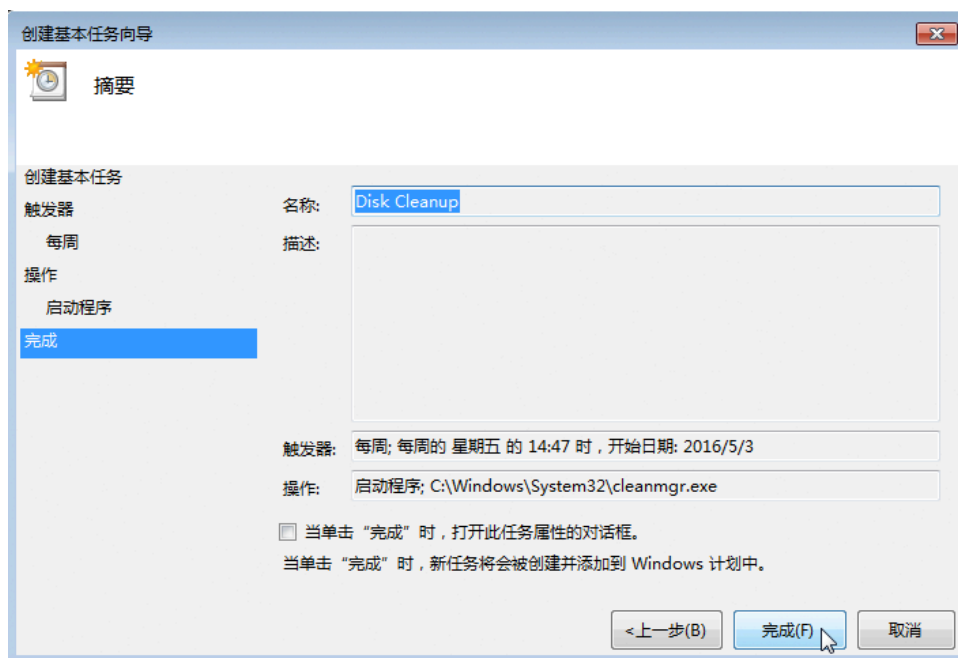 创建基本任务向导
摘要
创建基本任务
触发器
每周
操作
启动程序
完成
名称: Disk Cleanup
描述:
触发器: 每周; 每周的 星期五 的 14:47 时，开始日期: 2016/5/3
操作: 启动程序; C:\Windows\System32\cleanmgr.exe
当单击“完成”时，打开此任务属性的对话框。
当单击“完成”时，新任务将会被创建并添加到 Windows 计划中。
<上一步(B) 完成(F) 取消